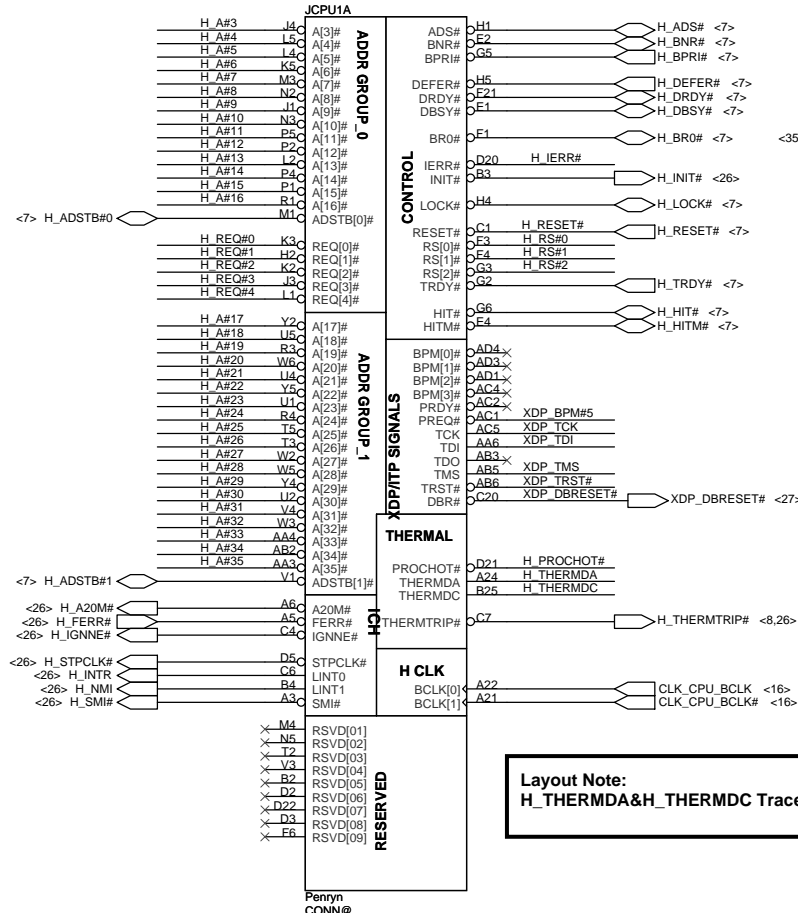 JCPU1A
ADDR GROUP_0
H_A#3 J4 A[3]#
H_A#4 L5 A[4]#
H_A#5 L4 A[5]#
H_A#6 K5 A[6]#
H_A#7 M3 A[7]#
H_A#8 N2 A[8]#
H_A#9 J1 A[9]#
H_A#10 N3 A[10]#
H_A#11 P5 A[11]#
H_A#12 P2 A[12]#
H_A#13 L2 A[13]#
H_A#14 P4 A[14]#
H_A#15 P1 A[15]#
H_A#16 R1 A[16]#
<7> H_ADSTB#0 M1 ADSTB[0]#
H_REQ#0 K3 REQ[0]#
H_REQ#1 H2 REQ[1]#
H_REQ#2 K2 REQ[2]#
H_REQ#3 J3 REQ[3]#
H_REQ#4 L1 REQ[4]#
ADDR GROUP_1
H_A#17 Y2 A[17]#
H_A#18 U5 A[18]#
H_A#19 R3 A[19]#
H_A#20 W6 A[20]#
H_A#21 U4 A[21]#
H_A#22 Y5 A[22]#
H_A#23 U1 A[23]#
H_A#24 R4 A[24]#
H_A#25 T5 A[25]#
H_A#26 T3 A[26]#
H_A#27 W2 A[27]#
H_A#28 W5 A[28]#
H_A#29 Y4 A[29]#
H_A#30 U2 A[30]#
H_A#31 V4 A[31]#
H_A#32 W3 A[32]#
H_A#33 AA4 A[33]#
H_A#34 AB2 A[34]#
H_A#35 AA3 A[35]#
<7> H_ADSTB#1 V1 ADSTB[1]#
ICH
<26> H_A20M# A6 A20M#
<26> H_FERR# A5 FERR#
<26> H_IGNNE# C4 IGNNE#
<26> H_STPCLK# D5 STPCLK#
<26> H_INTR C6 LINT0
<26> H_NMI B4 LINT1
<26> H_SMI# A3 SMI#
RESERVED
M4 RSVD[01]
N5 RSVD[02]
T2 RSVD[03]
V3 RSVD[04]
B2 RSVD[05]
D2 RSVD[06]
D22 RSVD[07]
D3 RSVD[08]
F6 RSVD[09]
CONTROL
ADS# H1 H_ADS# <7>
BNR# E2 H_BNR# <7>
BPRI# G5 H_BPRI# <7>
DEFER# H5 H_DEFER# <7>
DRDY# F21 H_DRDY# <7>
DBSY# E1 H_DBSY# <7>
BR0# F1 H_BR0# <7> <35
IERR# D20 H_IERR#
INIT# B3 H_INIT# <26>
LOCK# H4 H_LOCK# <7>
RESET# C1 H_RESET# H_RESET# <7>
RS[0]# F3 H_RS#0
RS[1]# F4 H_RS#1
RS[2]# G3 H_RS#2
TRDY# G2 H_TRDY# <7>
HIT# G6 H_HIT# <7>
HITM# E4 H_HITM# <7>
XDP/ITP SIGNALS
BPM[0]# AD4
BPM[1]# AD3
BPM[2]# AD1
BPM[3]# AC4
PRDY# AC2
PREQ# AC1 XDP_BPM#5
TCK AC5 XDP_TCK
TDI AA6 XDP_TDI
TDO AB3
TMS AB5 XDP_TMS
TRST# AB6 XDP_TRST#
DBR# C20 XDP_DBRESET# XDP_DBRESET# <27>
THERMAL
PROCHOT# D21 H_PROCHOT#
THERMDA A24 H_THERMDA
THERMDC B25 H_THERMDC
THERMTRIP# C7 H_THERMTRIP# <8,26>
H CLK
BCLK[0] A22 CLK_CPU_BCLK <16>
BCLK[1] A21 CLK_CPU_BCLK# <16>
Layout Note:
H_THERMDA&H_THERMDC Trace
Penryn
CONN@